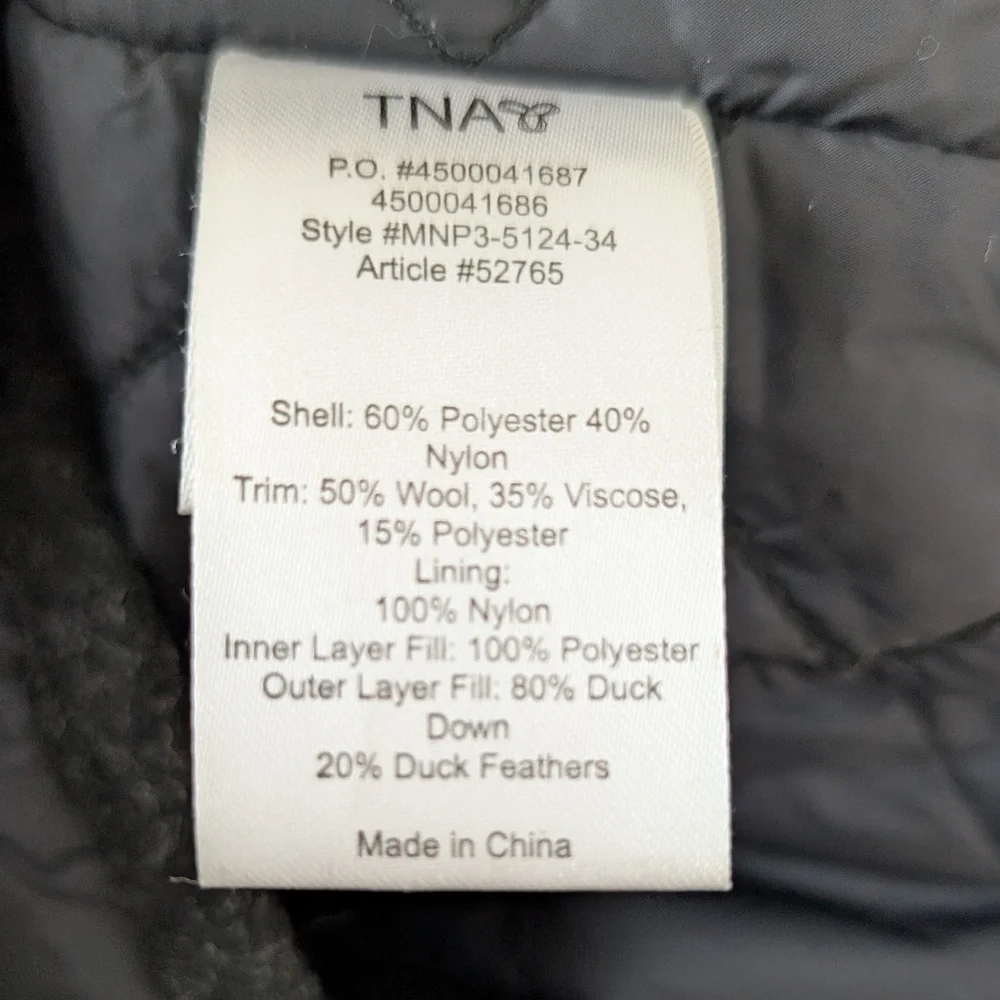 TNA
P.O. #4500041687
4500041686
Style #MNP3-5124-34
Article #52765
Shell: 60% Polyester 40%
Nylon
Trim: 50% Wool, 35% Viscose,
15% Polyester
Lining:
100% Nylon
Inner Layer Fill: 100% Polyester
Outer Layer Fill: 80% Duck
Down
20% Duck Feathers
Made in China